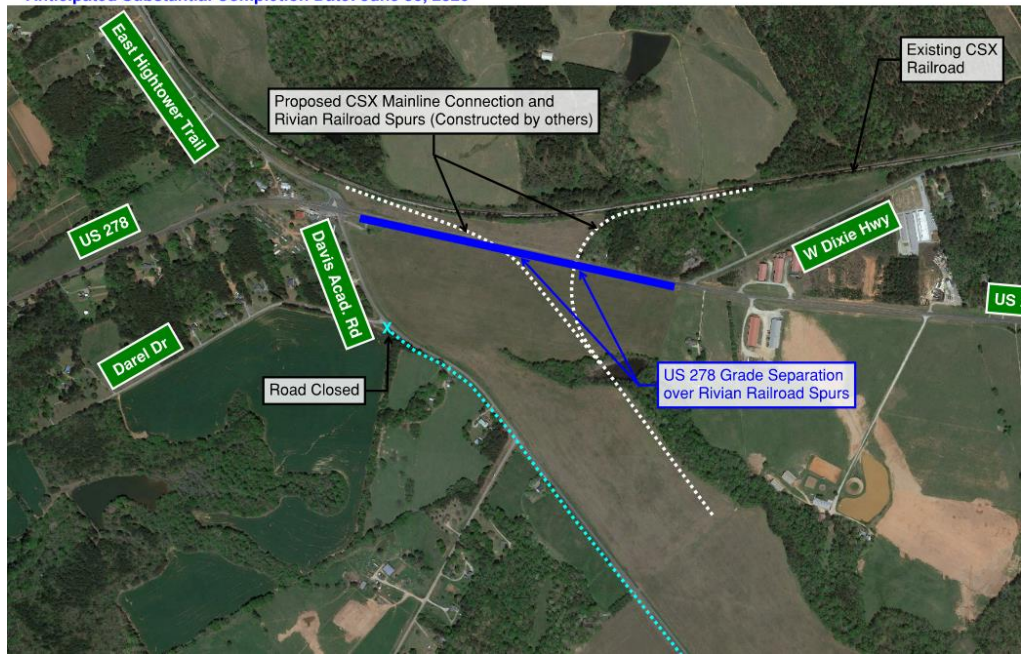 East Hightower Trail
Existing CSX
Railroad
Proposed CSX Mainline Connection and
Rivian Railroad Spurs (Constructed by others)
US 278
Davis Acad. Rd
W Dixie Hwy
US
Darel Dr
Road Closed
US 278 Grade Separation
over Rivian Railroad Spurs